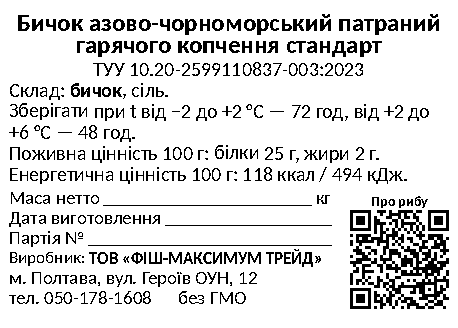 Бичок азово-чорноморський патраний
гарячого копчення стандарт
ТУУ 10.20-2599110837-003:2023
Склад: бичок, сіль.
Зберігати при t від −2 до +2 °С — 72 год, від +2 до
+6 °С — 48 год.
Поживна цінність 100 г: білки 25 г, жири 2 г.
Енергетична цінність 100 г: 118 ккал / 494 кДж.
Маса нетто ____________________ кг
Дата виготовлення ________________
Партія № ________________________
Виробник: ТОВ «ФІШ-МАКСИМУМ ТРЕЙД»
м. Полтава, вул. Героїв ОУН, 12
тел. 050-178-1608 без ГМО
Про рибу